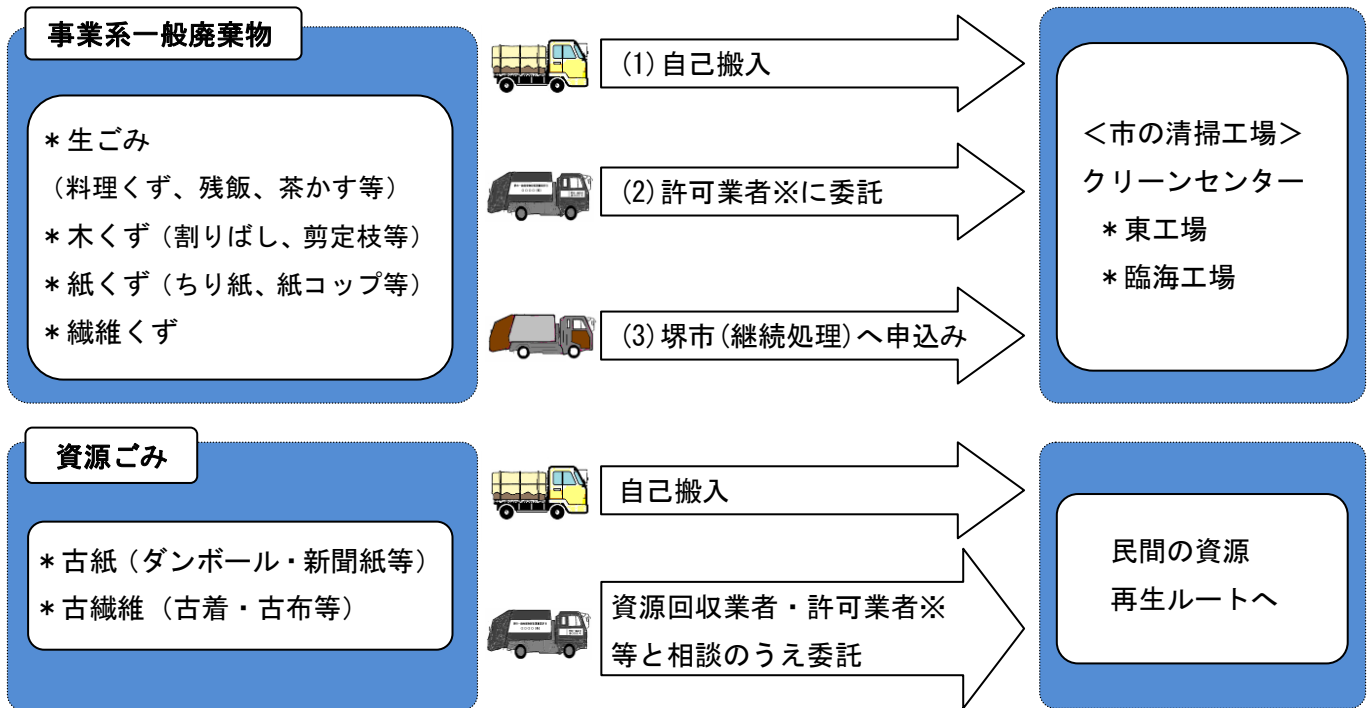 事業系一般廃棄物
＊生ごみ
（料理くず、残飯、茶かす等）
＊木くず（割りばし、剪定枝等）
＊紙くず（ちり紙、紙コップ等）
＊繊維くず
(1)自己搬入
(2)許可業者※に委託
(3)堺市(継続処理)へ申込み
＜市の清掃工場＞
クリーンセンター
＊東工場
＊臨海工場
資源ごみ
＊古紙（ダンボール・新聞紙等）
＊古繊維（古着・古布等）
自己搬入
資源回収業者・許可業者※
等と相談のうえ委託
民間の資源
再生ルートへ